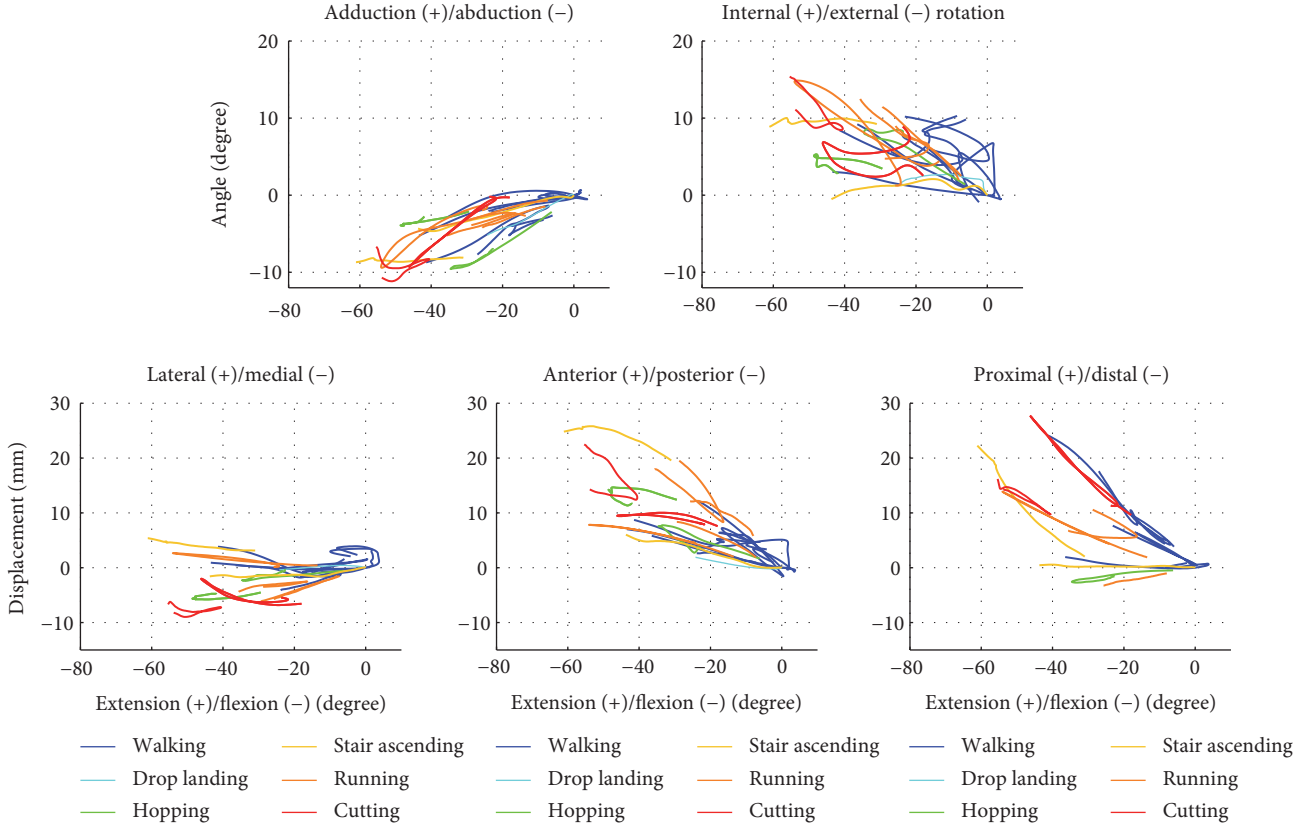 Adduction (+)/abduction (−)
Internal (+)/external (−) rotation
Angle (degree)
20
10
0
−10
−80 −60 −40 −20 0
20
10
0
−10
−80 −60 −40 −20 0
Lateral (+)/medial (−)
Anterior (+)/posterior (−)
Proximal (+)/distal (−)
Displacement (mm)
30
20
10
0
−10
−80 −60 −40 −20 0
30
20
10
0
−10
−80 −60 −40 −20 0
30
20
10
0
−10
−80 −60 −40 −20 0
Extension (+)/flexion (−) (degree)
Extension (+)/flexion (−) (degree)
Extension (+)/flexion (−) (degree)
Walking Stair ascending Walking Stair ascending Walking Stair ascending
Drop landing Running Drop landing Running Drop landing Running
Hopping Cutting Hopping Cutting Hopping Cutting